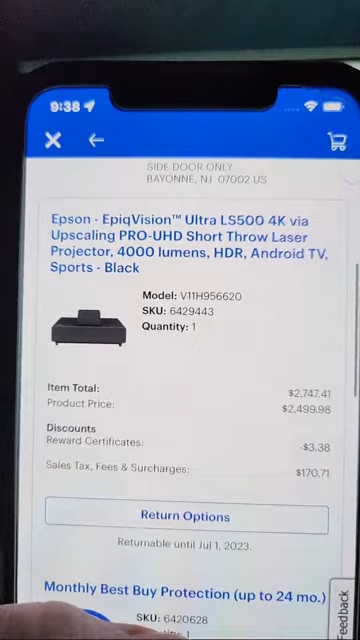 9:38
SIDE DOOR ONLY
BAYONNE, NJ 07002 US
Epson - EpiqVision™ Ultra LS500 4K via
Upscaling PRO-UHD Short Throw Laser
Projector, 4000 lumens, HDR, Android TV,
Sports - Black
Model: V11H956620
SKU: 6429443
Quantity: 1
Item Total: $2,747.41
Product Price: $2,499.98
Discounts
Reward Certificates: -$3.38
Sales Tax, Fees & Surcharges: $170.71
Return Options
Returnable until Jul 1, 2023.
Monthly Best Buy Protection (up to 24 mo.)
SKU: 6420628
Feedback